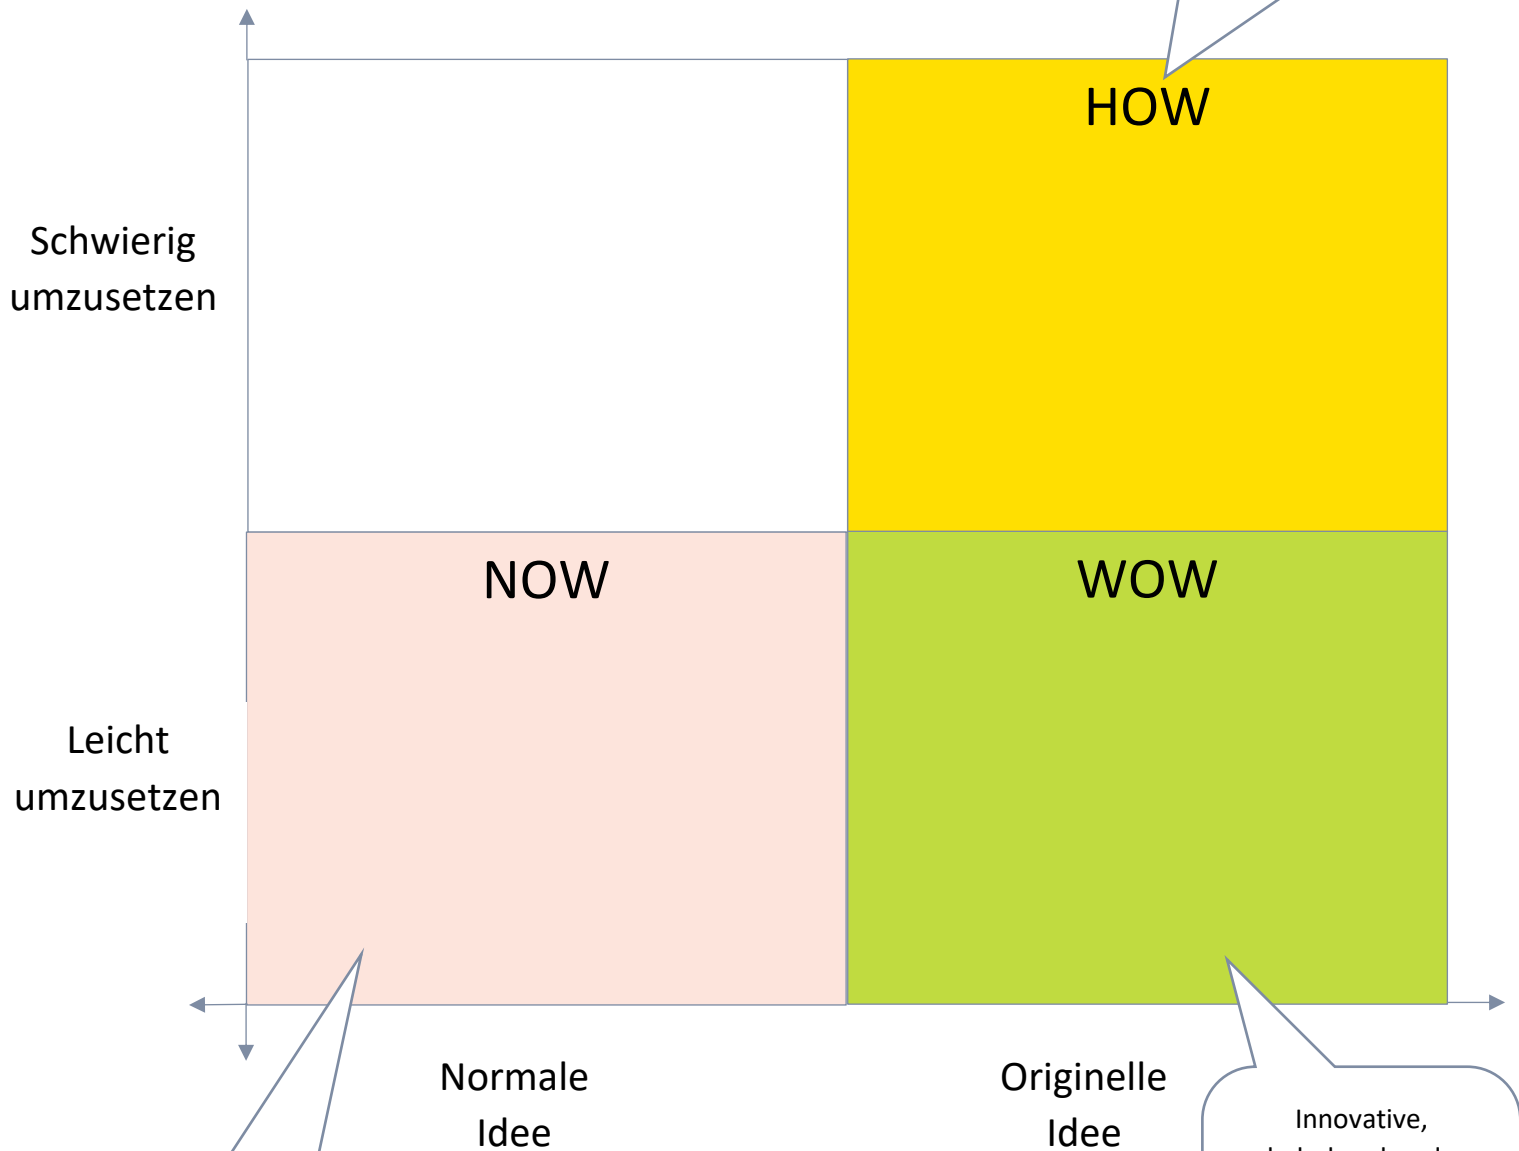 HOW
Schwierig
umzusetzen
NOW
WOW
Leicht
umzusetzen
Normale
Idee
Originelle
Idee
Innovative,